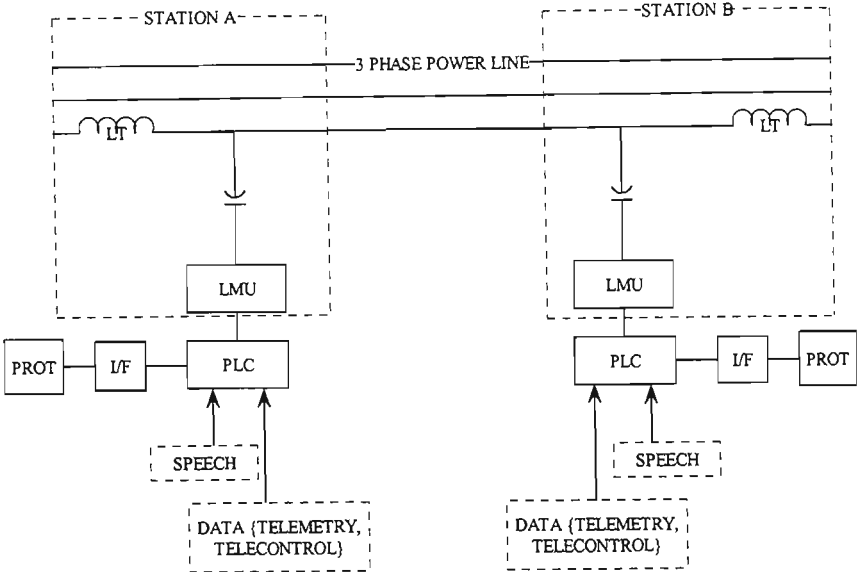 STATION A
STATION B
3 PHASE POWER LINE
LT
LT
LMU
LMU
PROT
I/F
PLC
PLC
I/F
PROT
SPEECH
SPEECH
DATA {TELEMETRY,
TELECONTROL}
DATA {TELEMETRY,
TELECONTROL}